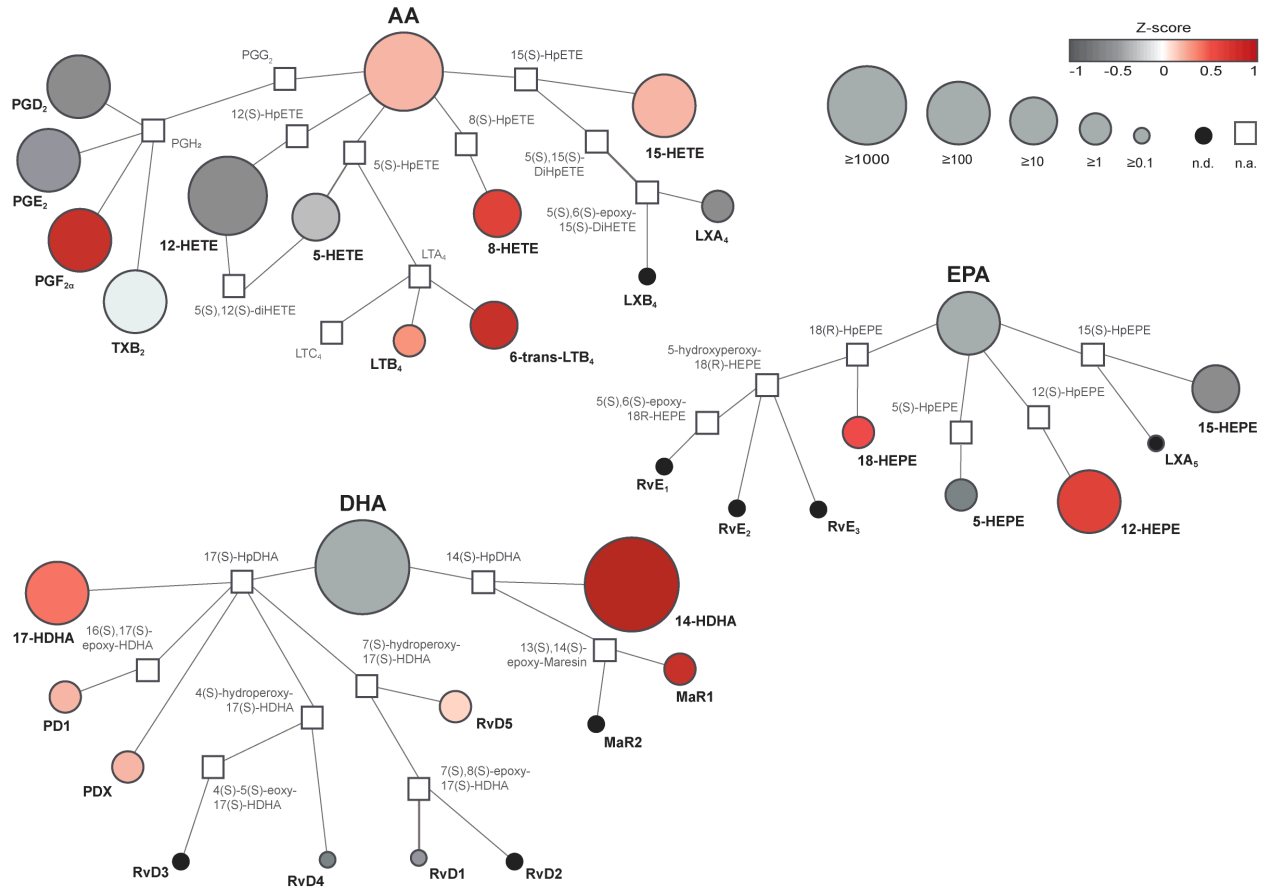 AA
Z-score
-1 -0.5 0 0.5 1
≥1000 ≥100 ≥10 ≥1 ≥0.1 n.d. n.a.
PGG₂
15(S)-HpETE
PGD₂
12(S)-HpETE
8(S)-HpETE
PGH₂
15-HETE
5(S)-HpETE
5(S),15(S)-
DiHpETE
PGE₂
5(S),6(S)-epoxy-
15(S)-DiHETE
LXA₄
12-HETE
5-HETE
8-HETE
PGF₂α
LTA₄
LXB₄
5(S),12(S)-diHETE
TXB₂
LTC₄
LTB₄
6-trans-LTB₄
EPA
18(R)-HpEPE
15(S)-HpEPE
5-hydroxyperoxy-
18(R)-HEPE
5(S),6(S)-epoxy-
18R-HEPE
5(S)-HpEPE
12(S)-HpEPE
15-HEPE
18-HEPE
LXA₅
RvE₁
RvE₂
RvE₃
5-HEPE
12-HEPE
DHA
17(S)-HpDHA
14(S)-HpDHA
17-HDHA
14-HDHA
16(S),17(S)-
epoxy-HDHA
7(S)-hydroperoxy-
17(S)-HDHA
13(S),14(S)-
epoxy-Maresin
4(S)-hydroperoxy-
17(S)-HDHA
MaR1
PD1
RvD5
MaR2
PDX
4(S)-5(S)-eoxy-
17(S)-HDHA
7(S),8(S)-epoxy-
17(S)-HDHA
RvD3
RvD4
RvD1
RvD2